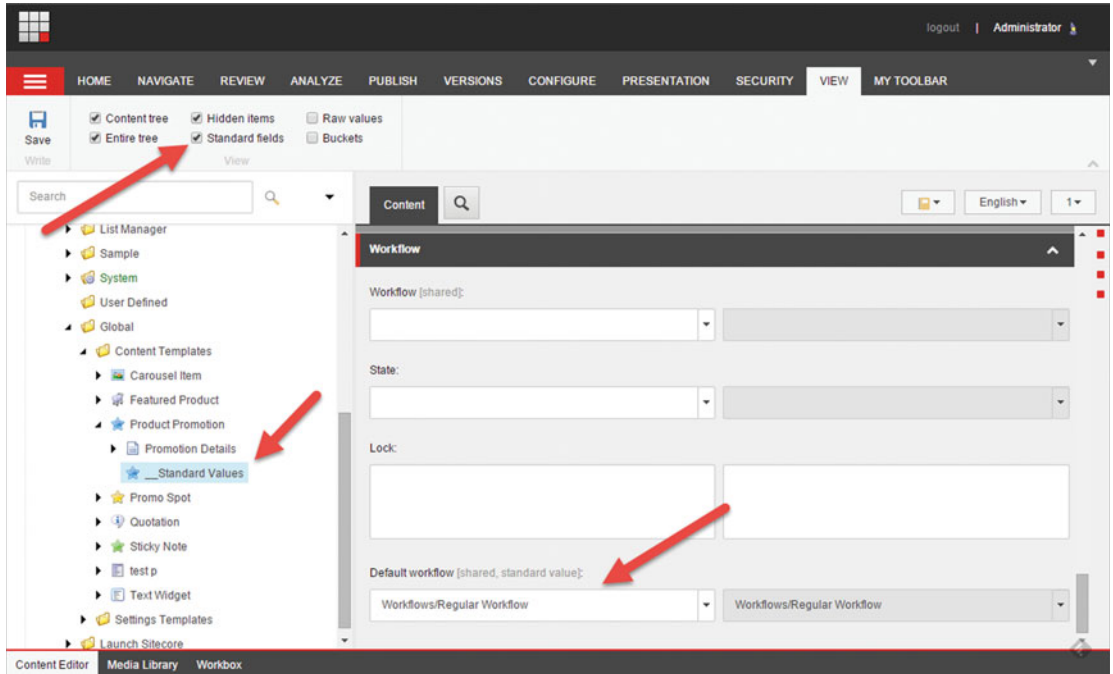 logout | Administrator
HOME NAVIGATE REVIEW ANALYZE PUBLISH VERSIONS CONFIGURE PRESENTATION SECURITY VIEW MY TOOLBAR
Save
Write
Content tree Hidden items Raw values
Entire tree Standard fields Buckets
View
Search
Content
English
1
List Manager
Sample
System
User Defined
Global
Content Templates
Carousel Item
Featured Product
Product Promotion
Promotion Details
__Standard Values
Promo Spot
Quotation
Sticky Note
test p
Text Widget
Settings Templates
Launch Sitecore
Workflow
Workflow [shared]:
State:
Lock:
Default workflow [shared, standard value]:
Workflows/Regular Workflow Workflows/Regular Workflow
Content Editor Media Library Workbox